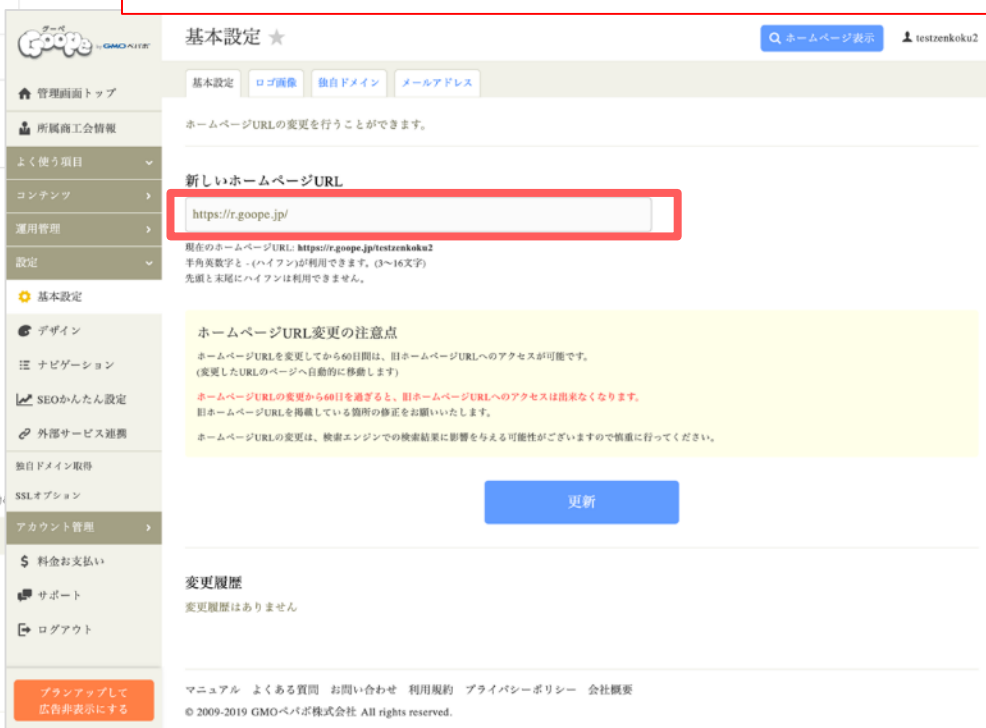 グーペ
Goope by GMOペパボ
基本設定
ホームページ表示
testzenkoku2
管理画面トップ
所属商工会情報
よく使う項目
コンテンツ
運用管理
設定
基本設定
デザイン
ナビゲーション
SEOかんたん設定
外部サービス連携
独自ドメイン取得
SSLオプション
アカウント管理
料金お支払い
サポート
ログアウト
プランアップして
広告非表示にする
基本設定 ロゴ画像 独自ドメイン メールアドレス
ホームページURLの変更を行うことができます。
新しいホームページURL
https://r.goope.jp/
現在のホームページURL: https://r.goope.jp/testzenkoku2
半角英数字と - (ハイフン)が利用できます。(3〜16文字)
先頭と末尾にハイフンは利用できません。
ホームページURL変更の注意点
ホームページURLを変更してから60日間は、旧ホームページURLへのアクセスが可能です。
(変更したURLのページへ自動的に移動します)
ホームページURLの変更から60日を過ぎると、旧ホームページURLへのアクセスは出来なくなります。
旧ホームページURLを掲載している箇所の修正をお願いいたします。
ホームページURLの変更は、検索エンジンでの検索結果に影響を与える可能性がございますので慎重に行ってください。
更新
変更履歴
変更履歴はありません
マニュアル よくある質問 お問い合わせ 利用規約 プライバシーポリシー 会社概要
© 2009-2019 GMOペパボ株式会社 All rights reserved.